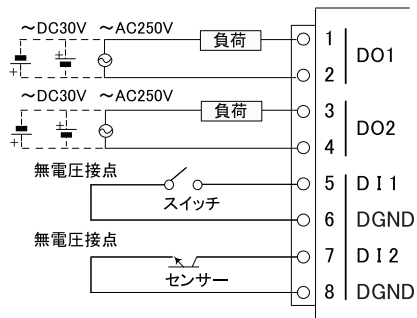 ～DC30V ～AC250V
負荷
1
2
DO1
～DC30V ～AC250V
負荷
3
4
DO2
無電圧接点
スイッチ
5 DI1
6 DGND
無電圧接点
センサー
7 DI2
8 DGND
+
+
+
+